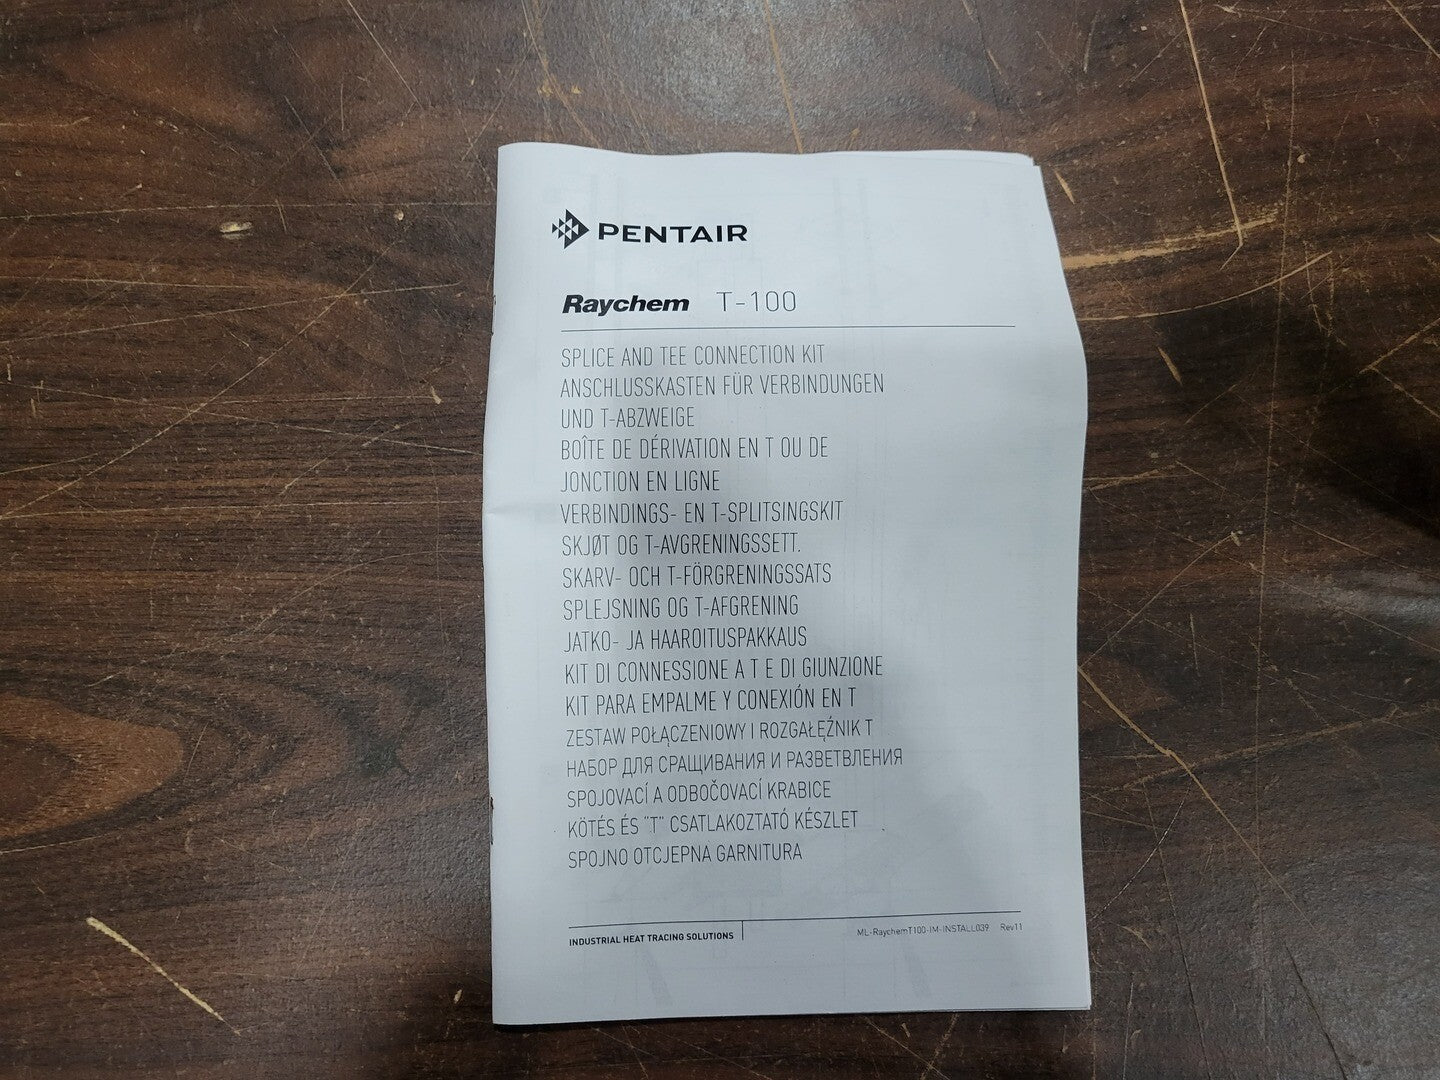 PENTAIR
Raychem T-100
SPLICE AND TEE CONNECTION KIT
ANSCHLUSSKASTEN FÜR VERBINDUNGEN
UND T-ABZWEIGE
BOÎTE DE DÉRIVATION EN T OU DE
JONCTION EN LIGNE
VERBINDINGS- EN T-SPLITSINGSKIT
SKJØT OG T-AVGRENINGSSETT.
SKARV- OCH T-FÖRGRENINGSSATS
SPLEJSNING OG T-AFGRENING
JATKO- JA HAAROITUSPAKKAUS
KIT DI CONNESSIONE A T E DI GIUNZIONE
KIT PARA EMPALME Y CONEXIÓN EN T
ZESTAW POŁĄCZENIOWY I ROZGAŁĘŹNIK T
НАБОР ДЛЯ СРАЩИВАНИЯ И РАЗВЕТВЛЕНИЯ
SPOJOVACÍ A ODBOČOVACÍ KRABICE
KÖTÉS ÉS "T" CSATLAKOZTATÓ KÉSZLET
SPOJNO OTCJEPNA GARNITURA
INDUSTRIAL HEAT TRACING SOLUTIONS
ML-RaychemT100-IM-INSTALL039 Rev11